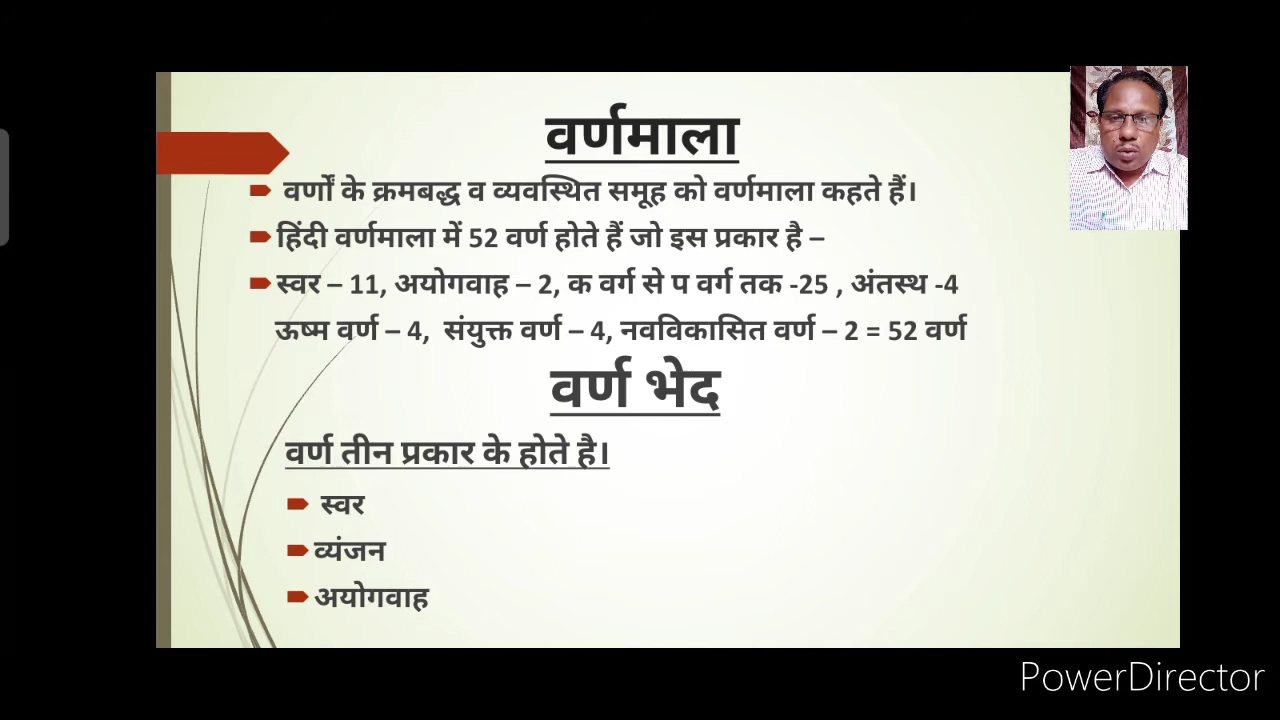 वर्णमाला
वर्णों के क्रमबद्ध व व्यवस्थित समूह को वर्णमाला कहते हैं।
हिंदी वर्णमाला में 52 वर्ण होते हैं जो इस प्रकार है –
स्वर – 11, अयोगवाह – 2, क वर्ग से प वर्ग तक -25 , अंतस्थ -4
ऊष्म वर्ण – 4, संयुक्त वर्ण – 4, नवविकासित वर्ण – 2 = 52 वर्ण
वर्ण भेद
वर्ण तीन प्रकार के होते है।
स्वर
व्यंजन
अयोगवाह
PowerDirector